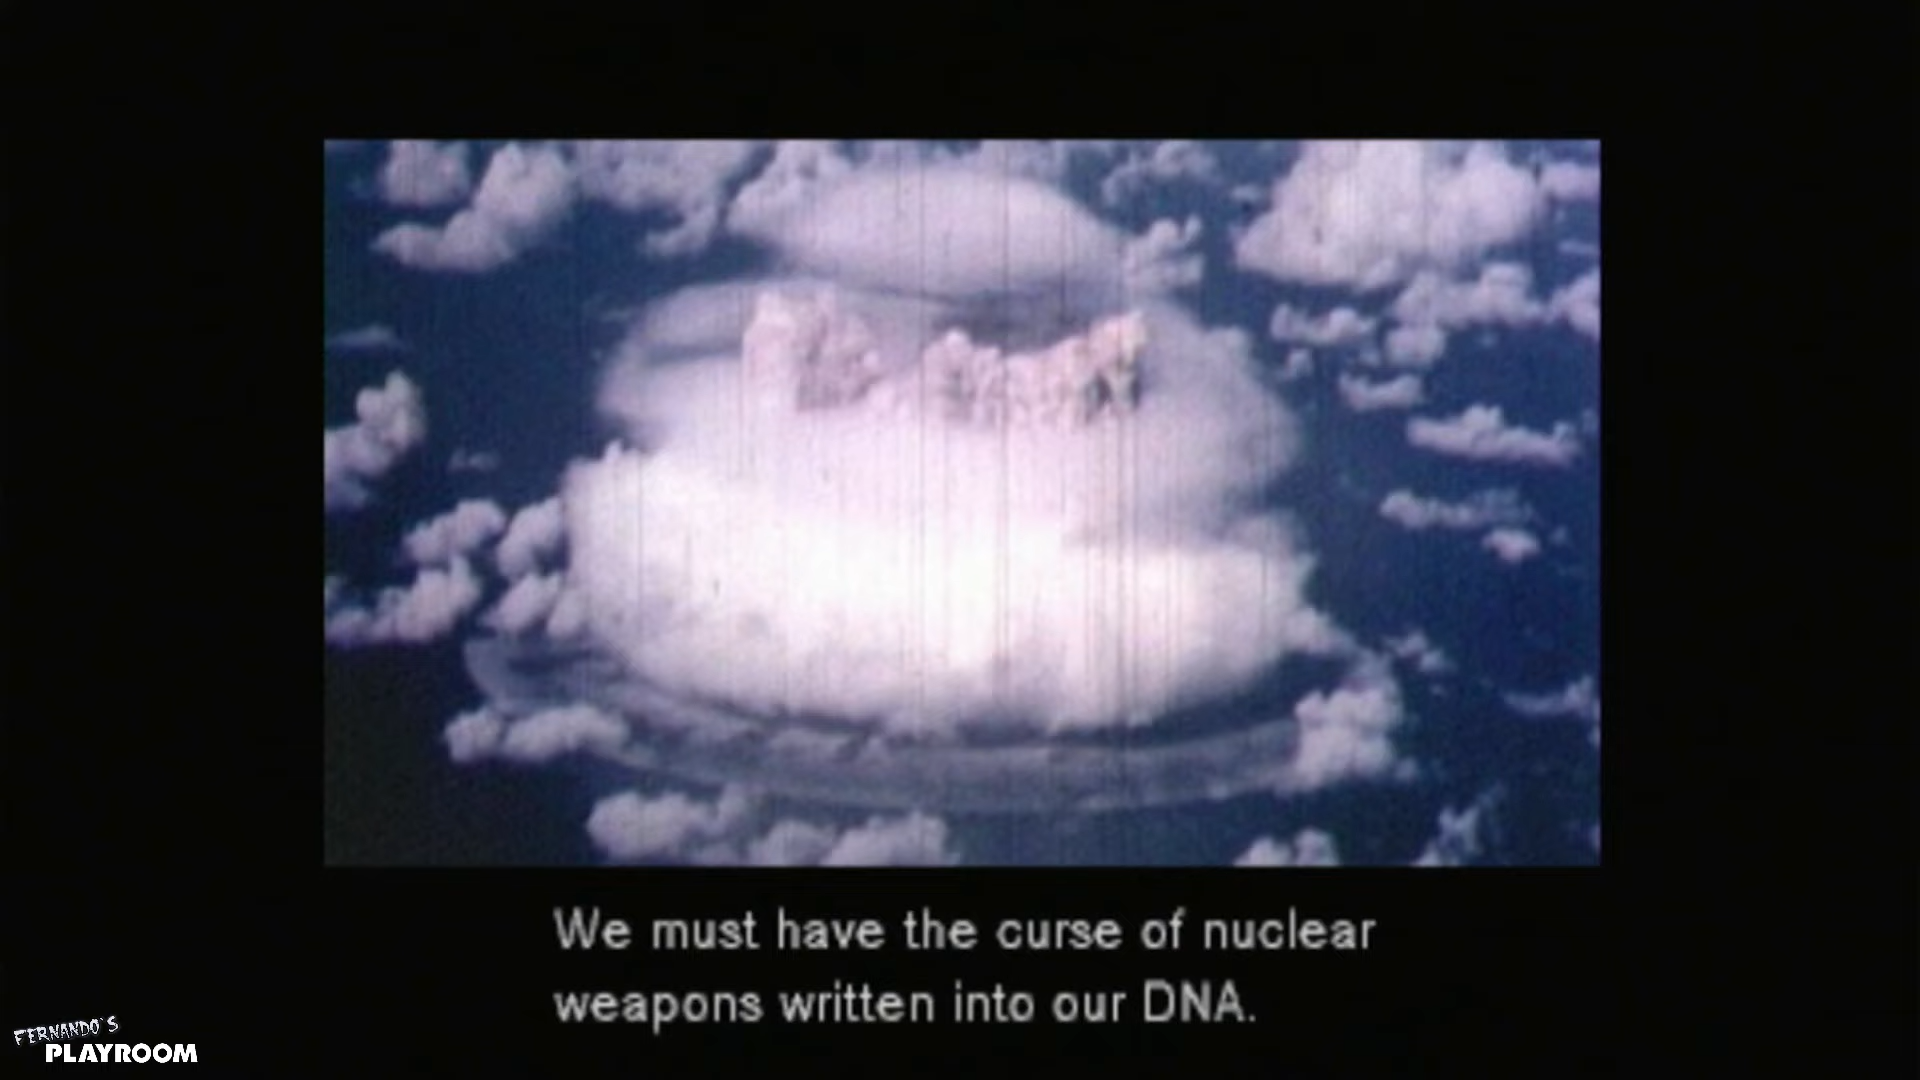 We must have the curse of nuclear
weapons written into our DNA.
FERNANDO'S
PLAYROOM